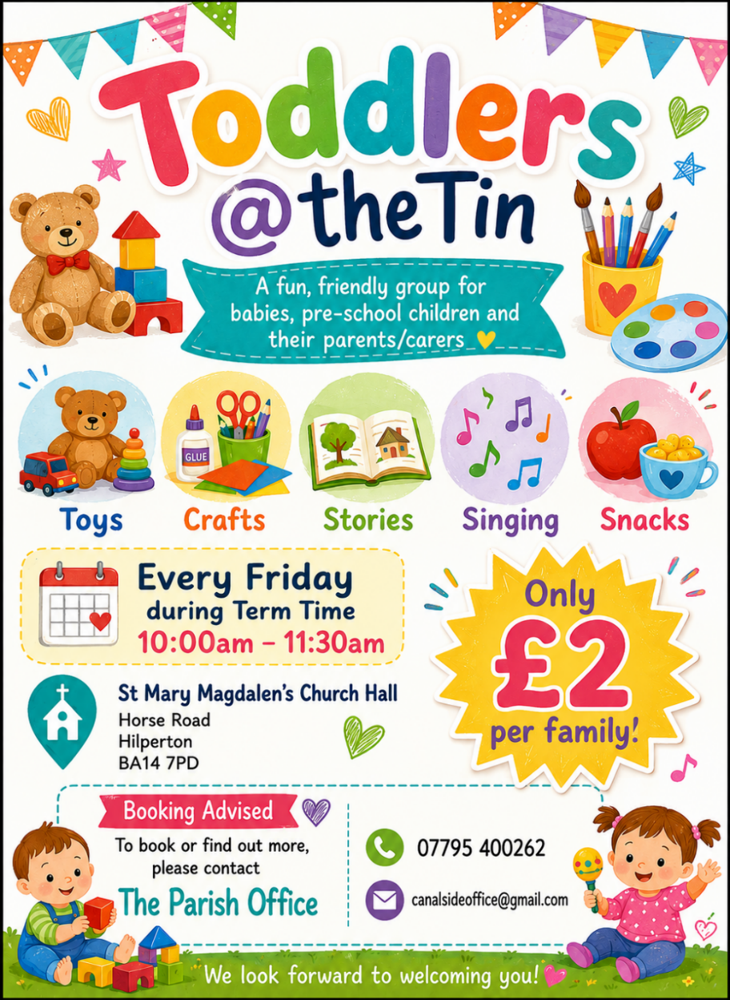 Toddlers
@theTin
A fun, friendly group for
babies, pre-school children and
their parents/carers
GLUE
Toys
Crafts
Stories
Singing
Snacks
Every Friday
during Term Time
10:00am – 11:30am
Only
£2
per family!
St Mary Magdalen's Church Hall
Horse Road
Hilperton
BA14 7PD
Booking Advised
To book or find out more,
please contact
The Parish Office
07795 400262
canalsideoffice@gmail.com
We look forward to welcoming you!